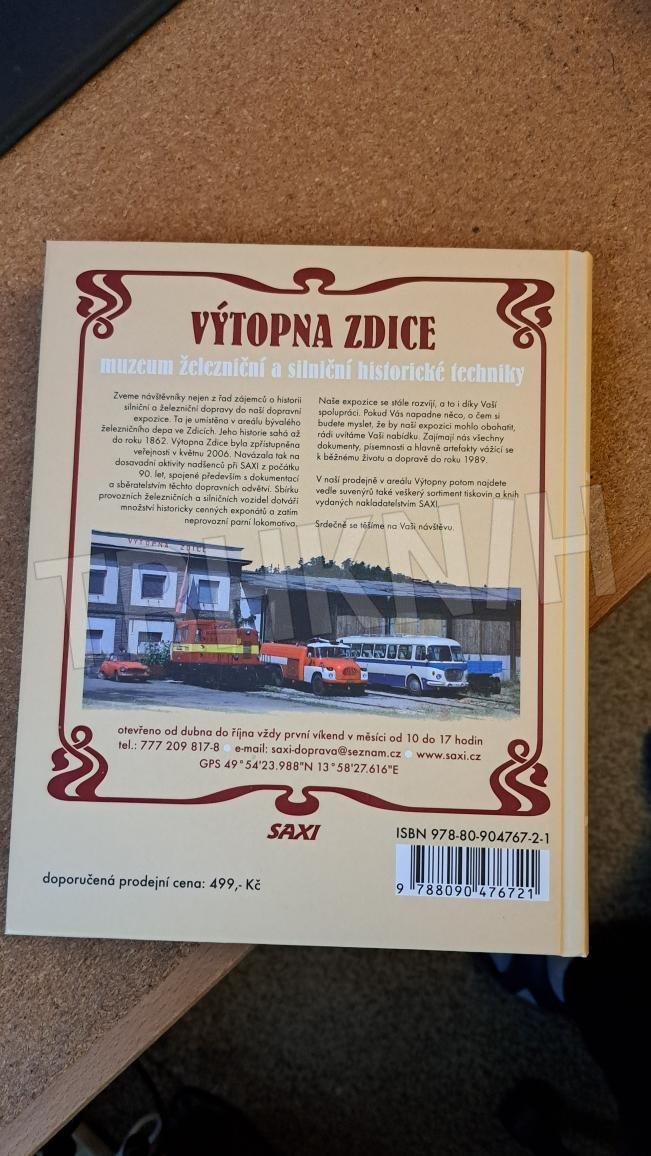 VÝTOPNA ZDICE
muzeum železniční a silniční historické techniky
Zveme návštěvníky nejen z řad zájemců o historii
silniční a železniční dopravy do naší dopravní
expozice. Ta je umístěna v areálu bývalého
železničního depa ve Zdicích. Jeho historie sahá až
do roku 1862. Výtopna Zdice byla zpřístupněna
veřejnosti v květnu 2006. Navázala tak na
dosavadní aktivity nadšenců při SAXI z počátku
90. let, spojené především s dokumentací
a sběratelstvím těchto dopravních odvětví. Sbírku
provozních železničních a silničních vozidel dotváří
množství historicky cenných exponátů a zatím
neprovozní parní lokomotiva.
Naše expozice se stále rozvíjí, a to i díky Vaší
spolupráci. Pokud Vás napadne něco, o čem si
budete myslet, že by naší expozici mohlo obohatit,
rádi uvítáme Vaši nabídku. Zajímají nás všechny
dokumenty, písemnosti a hlavně artefakty vážící se
k běžnému životu a dopravě do roku 1989.
V naší prodejně v areálu Výtopny potom najdete
vedle suvenýrů také veškerý sortiment tiskovin a knih
vydaných nakladatelstvím SAXI.
Srdečně se těšíme na Vaši návštěvu.
TRHKNIH
VÝTOPNA ZDICE
otevřeno od dubna do října vždy první víkend v měsíci od 10 do 17 hodin
tel.: 777 209 817-8 ● e-mail: saxi-doprava@seznam.cz ● www.saxi.cz
GPS 49°54'23.988"N 13°58'27.616"E
SAXI
ISBN 978-80-904767-2-1
doporučená prodejní cena: 499,- Kč
9 788090 476721